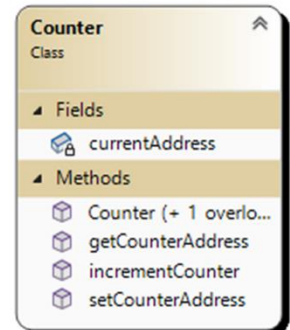 Counter
Class
Fields
currentAddress
Methods
Counter (+ 1 overlo...
getCounterAddress
incrementCounter
setCounterAddress